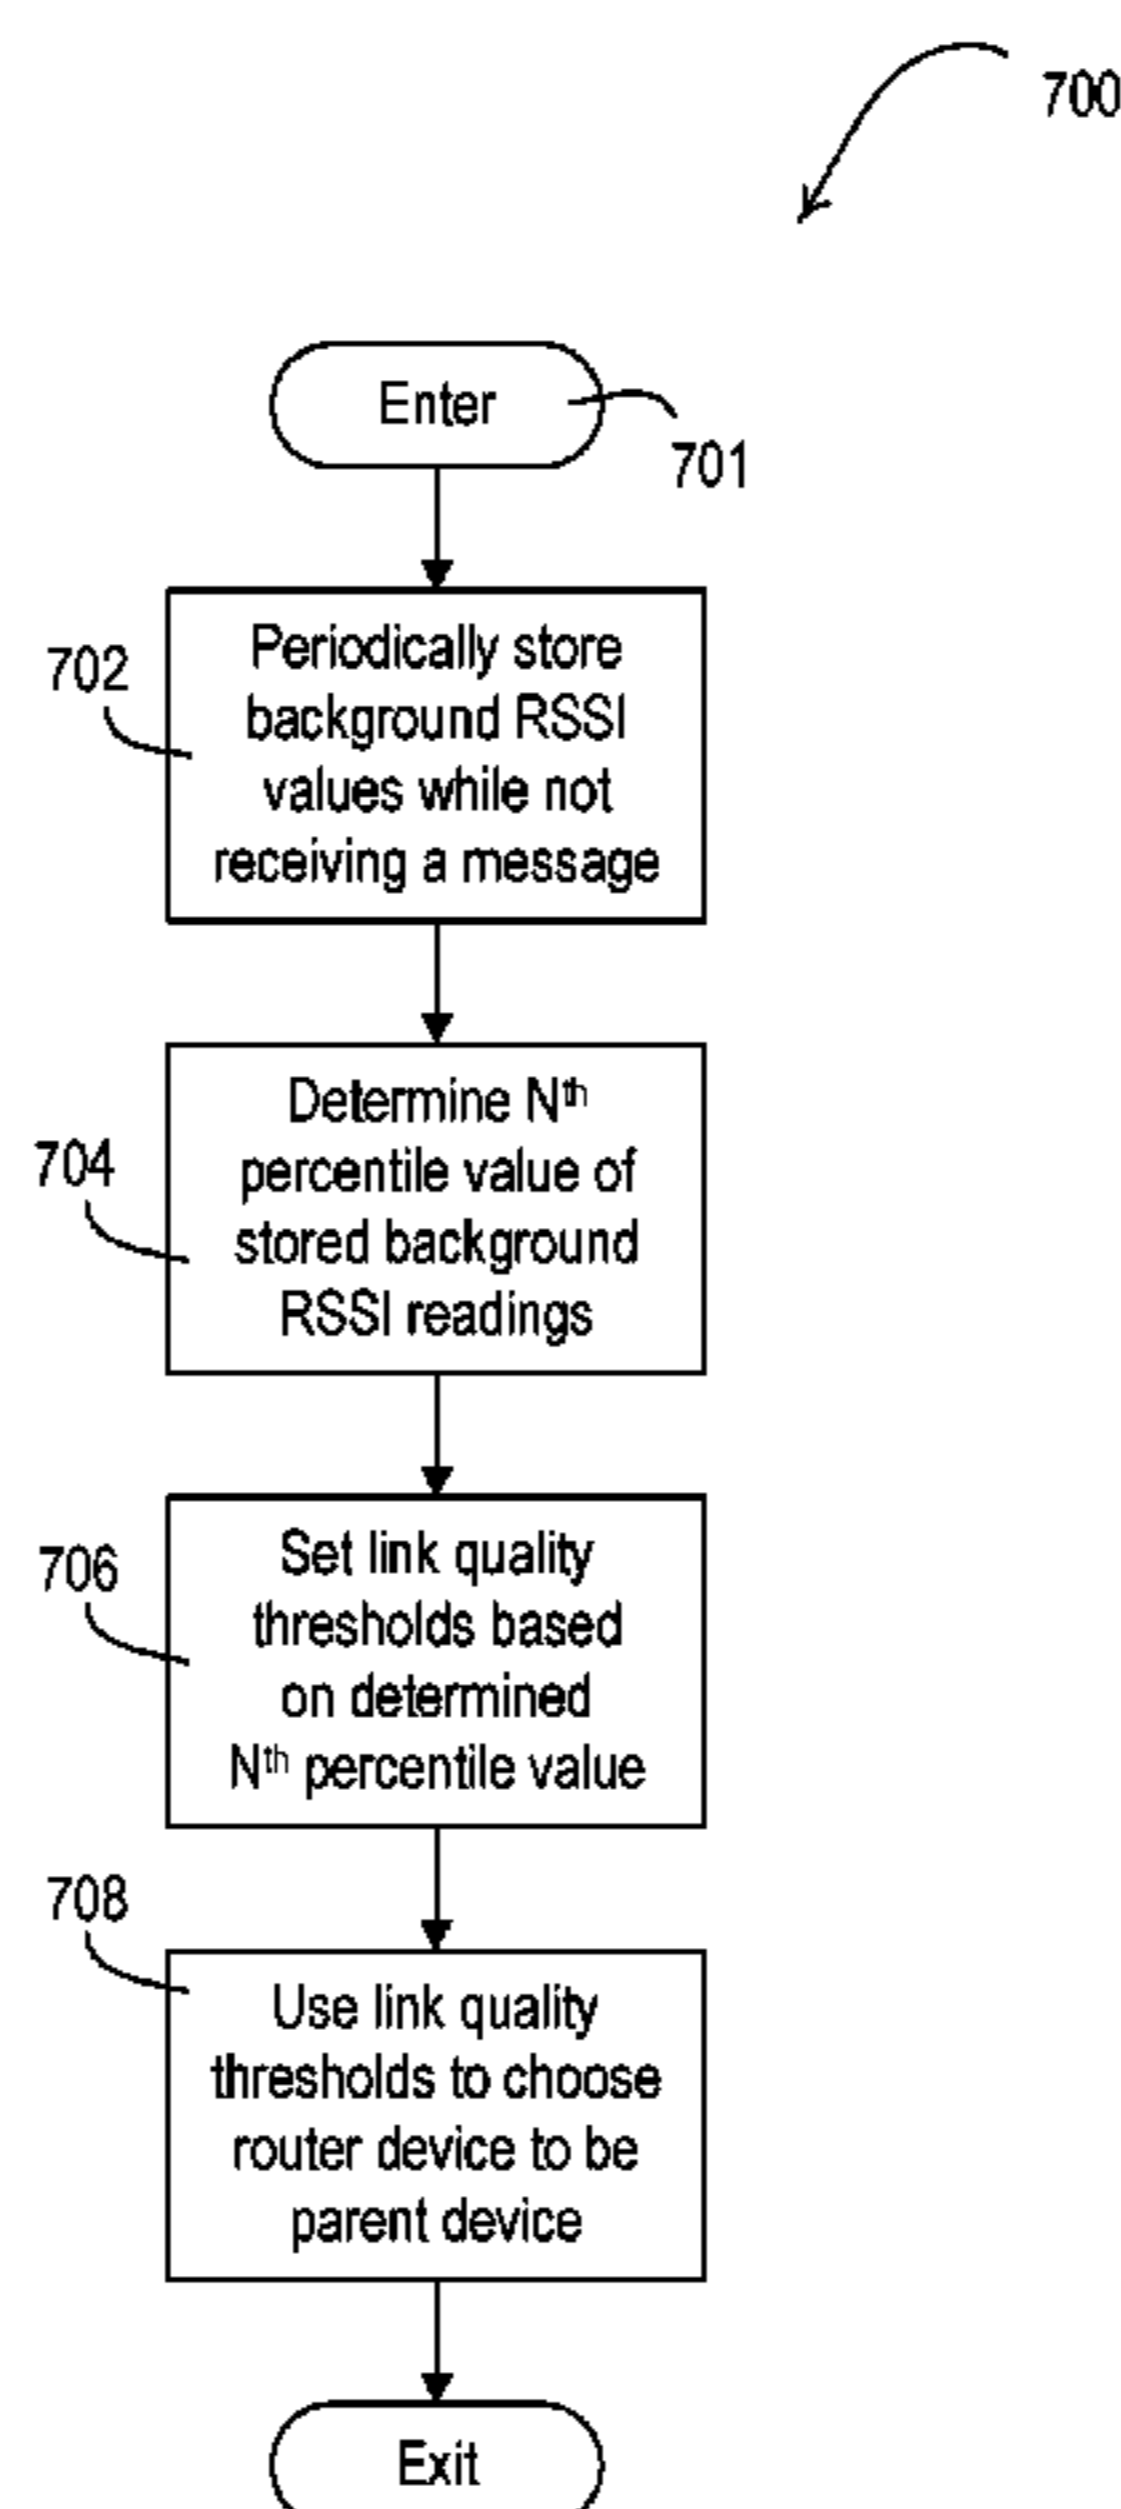 700
Enter
701
702
Periodically store
background RSSI
values while not
receiving a message
704
Determine Nth
percentile value of
stored background
RSSI readings
706
Set link quality
thresholds based
on determined
Nth percentile value
708
Use link quality
thresholds to choose
router device to be
parent device
Exit